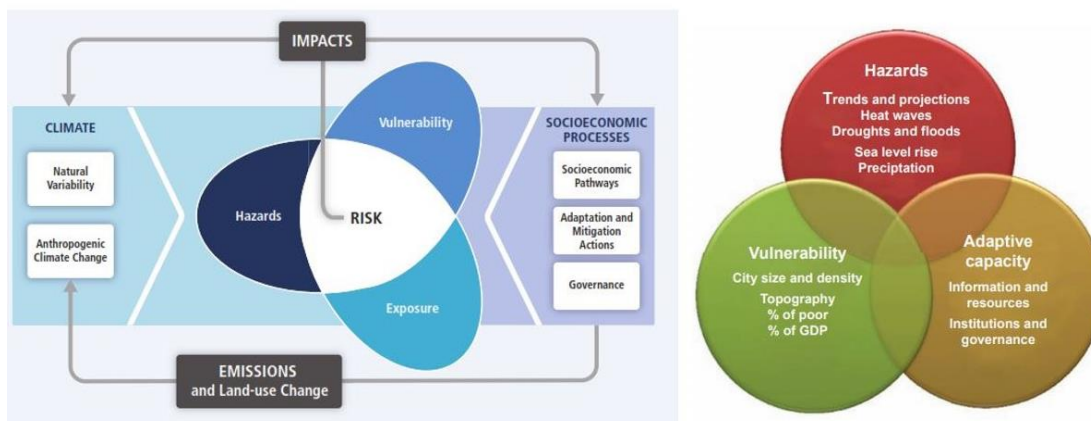 IMPACTS
CLIMATE
Natural
Variability
Anthropogenic
Climate Change
Vulnerability
Hazards
RISK
Exposure
SOCIOECONOMIC
PROCESSES
Socioeconomic
Pathways
Adaptation and
Mitigation
Actions
Governance
EMISSIONS
and Land-use Change
Hazards
Trends and projections
Heat waves
Droughts and floods
Sea level rise
Preciptation
Vulnerability
City size and density
Topography
% of poor
% of GDP
Adaptive
capacity
Information and
resources
Institutions and
governance